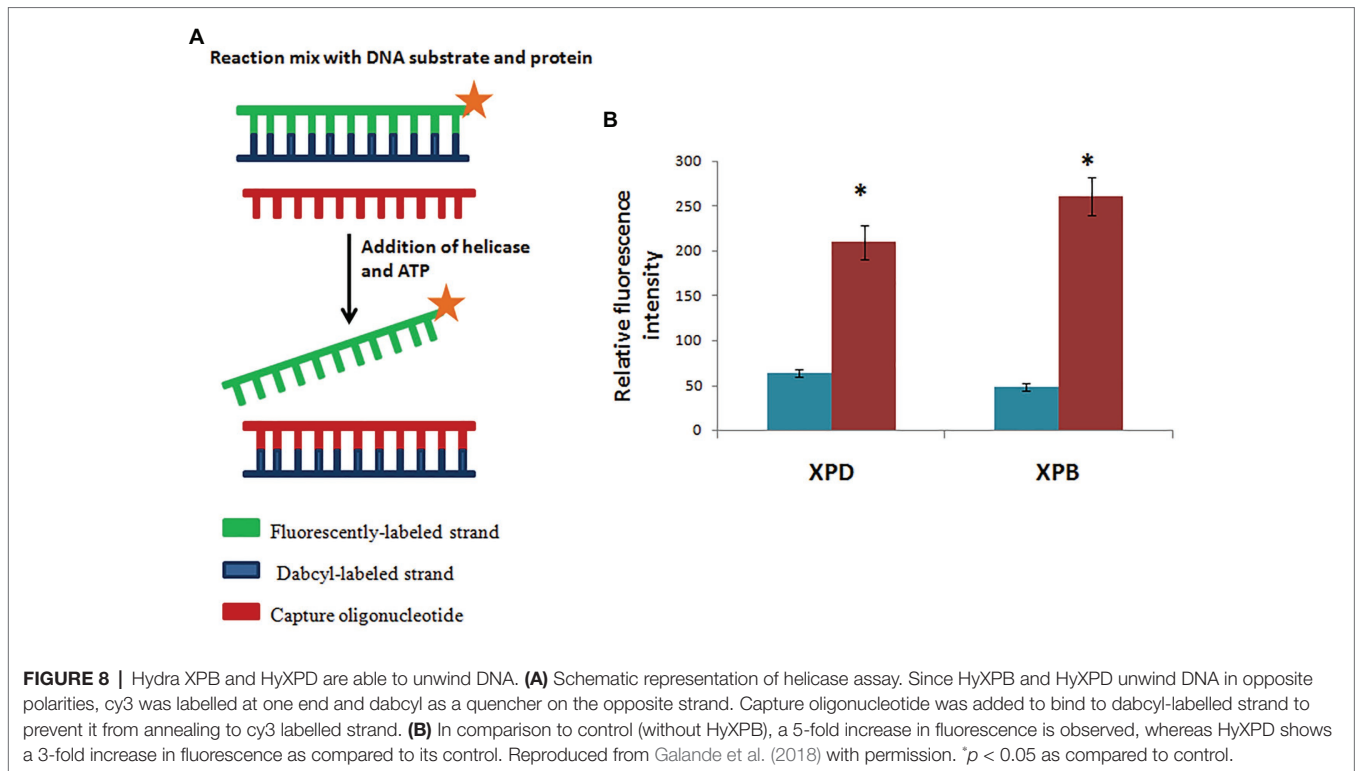 A
Reaction mix with DNA substrate and protein
Addition of helicase
and ATP
Fluorescently-labeled strand
Dabcyl-labeled strand
Capture oligonucleotide
B
Relative fluorescence
intensity
300
250
200
150
100
50
0
*
*
XPD
XPB
FIGURE 8 | Hydra XPB and HyXPD are able to unwind DNA. (A) Schematic representation of helicase assay. Since HyXPB and HyXPD unwind DNA in opposite
polarities, cy3 was labelled at one end and dabcyl as a quencher on the opposite strand. Capture oligonucleotide was added to bind to dabcyl-labelled strand to
prevent it from annealing to cy3 labelled strand. (B) In comparison to control (without HyXPB), a 5-fold increase in fluorescence is observed, whereas HyXPD shows
a 3-fold increase in fluorescence as compared to its control. Reproduced from Galande et al. (2018) with permission. *p < 0.05 as compared to control.